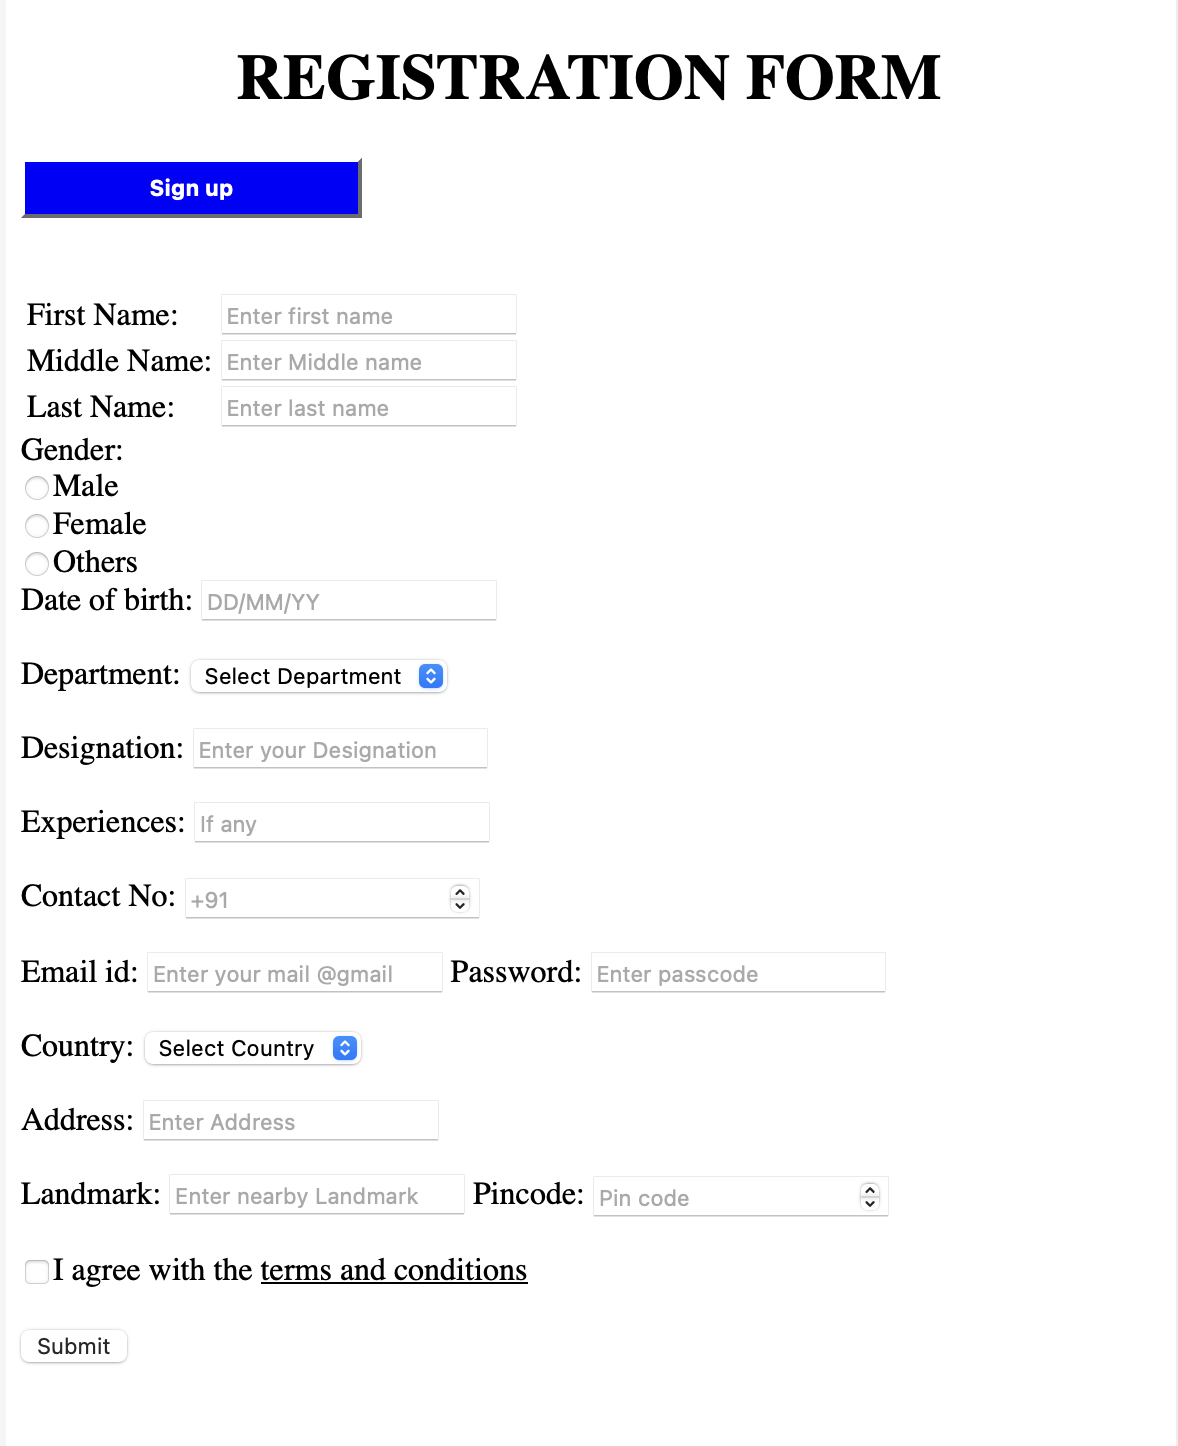 REGISTRATION FORM
Sign up
First Name: Enter first name
Middle Name: Enter Middle name
Last Name: Enter last name
Gender:
Male
Female
Others
Date of birth: DD/MM/YY
Department: Select Department
Designation: Enter your Designation
Experiences: If any
Contact No: +91
Email id: Enter your mail @gmail Password: Enter passcode
Country: Select Country
Address: Enter Address
Landmark: Enter nearby Landmark Pincode: Pin code
I agree with the terms and conditions
Submit